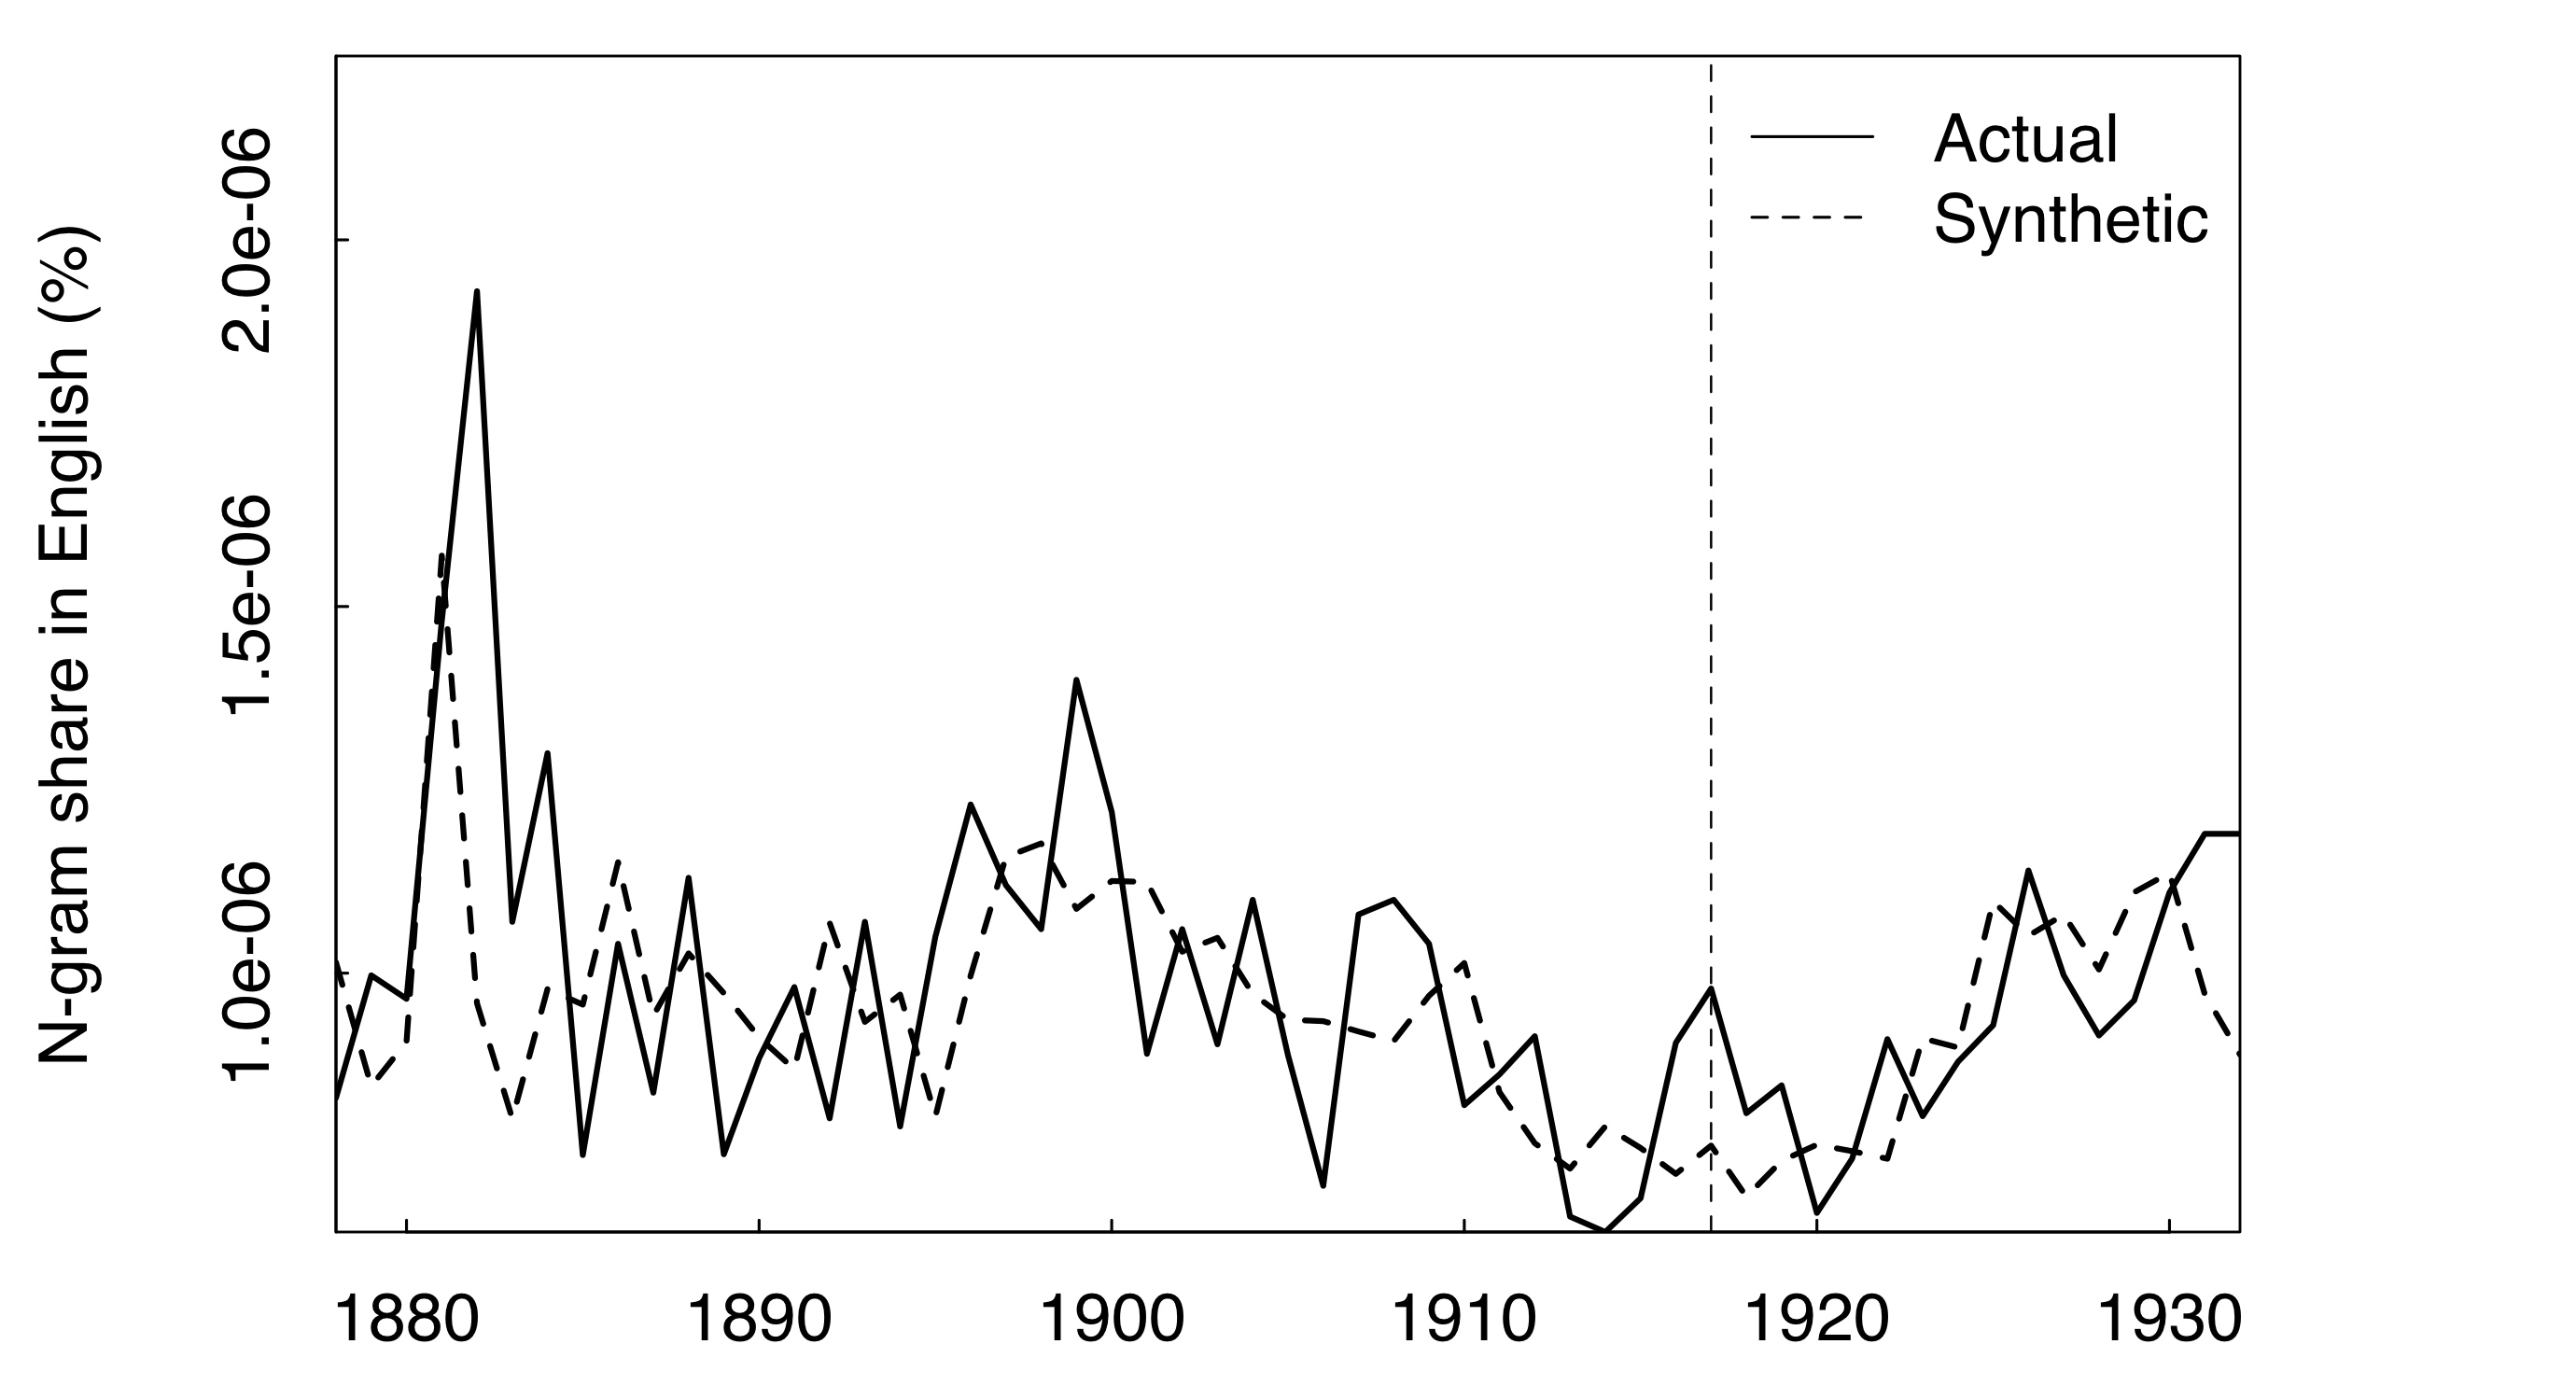 N-gram share in English (%)
2.0e-06
1.5e-06
1.0e-06
Actual
Synthetic
1880 1890 1900 1910 1920 1930